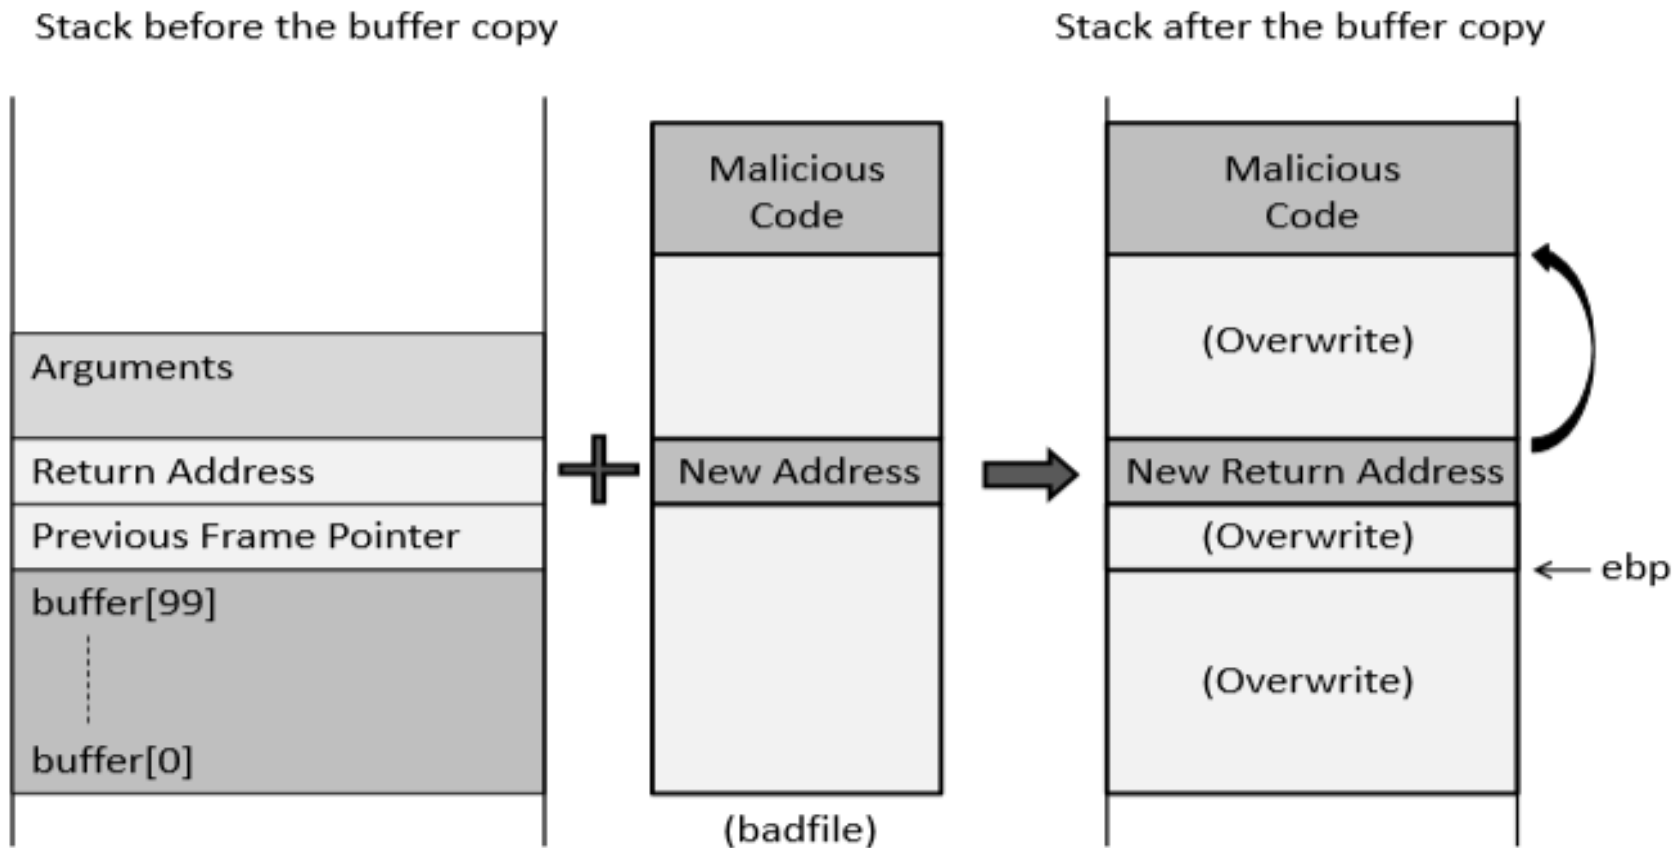 Stack before the buffer copy
Stack after the buffer copy
Arguments
Return Address
Previous Frame Pointer
buffer[99]
buffer[0]
Malicious
Code
New Address
(badfile)
Malicious
Code
(Overwrite)
New Return Address
(Overwrite)
ebp
(Overwrite)